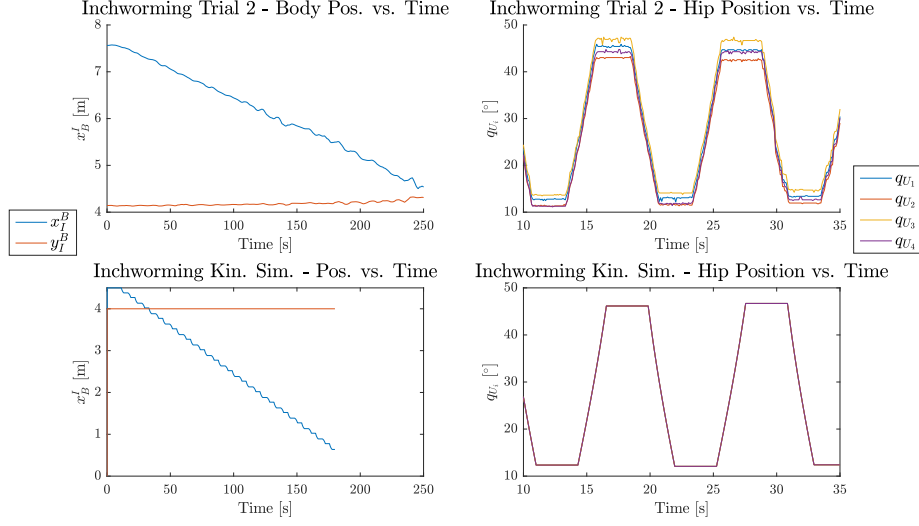 Inchworming Trial 2 - Body Pos. vs. Time
8
7
6
5
4
x_B^I [m]
0 50 100 150 200 250
Time [s]
x_I^B
y_I^B
Inchworming Trial 2 - Hip Position vs. Time
50
40
30
20
10
q_{U_i} [°]
10 15 20 25 30 35
Time [s]
q_{U_1}
q_{U_2}
q_{U_3}
q_{U_4}
Inchworming Kin. Sim. - Pos. vs. Time
4
3
2
1
0
x_B^I [m]
0 50 100 150 200 250
Time [s]
Inchworming Kin. Sim. - Hip Position vs. Time
50
40
30
20
10
q_{U_i} [°]
10 15 20 25 30 35
Time [s]